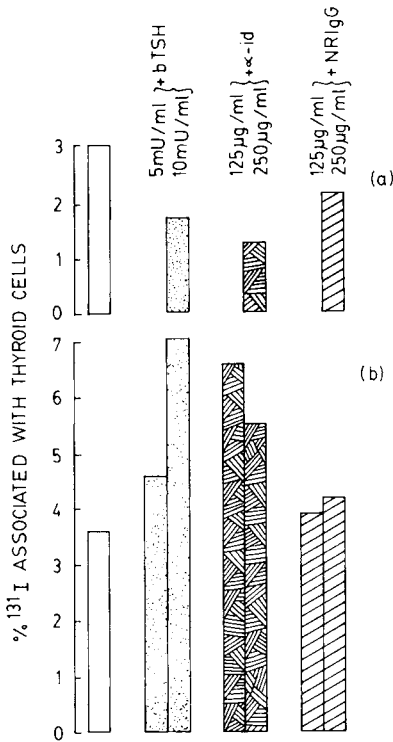 % ¹³¹I ASSOCIATED WITH THYROID CELLS
3
2
1
0
7
6
5
4
3
2
1
0
5mU/ml } + bTSH
10mU/ml
125µg/ml } + α-id
250µg/ml
125µg/ml } + NRIgG
250µg/ml
(a)
(b)